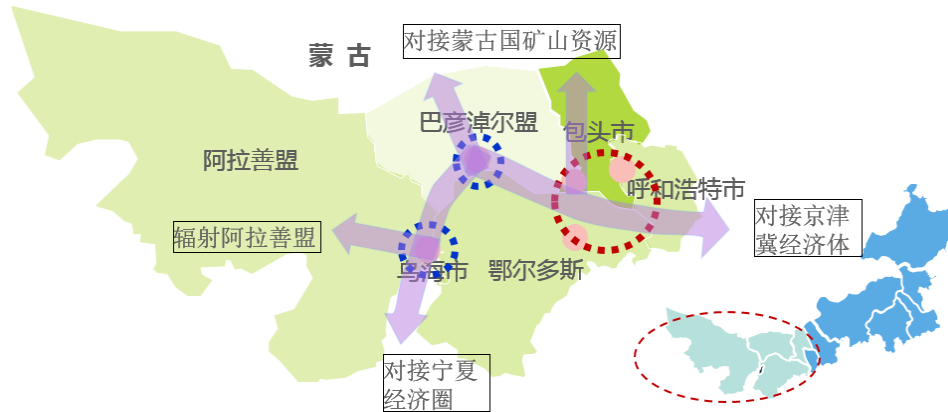 对接蒙古国矿山资源
蒙 古
巴彦淖尔盟
包头市
阿拉善盟
呼和浩特市
对接京津
冀经济体
辐射阿拉善盟
乌海市
鄂尔多斯
对接宁夏
经济圈